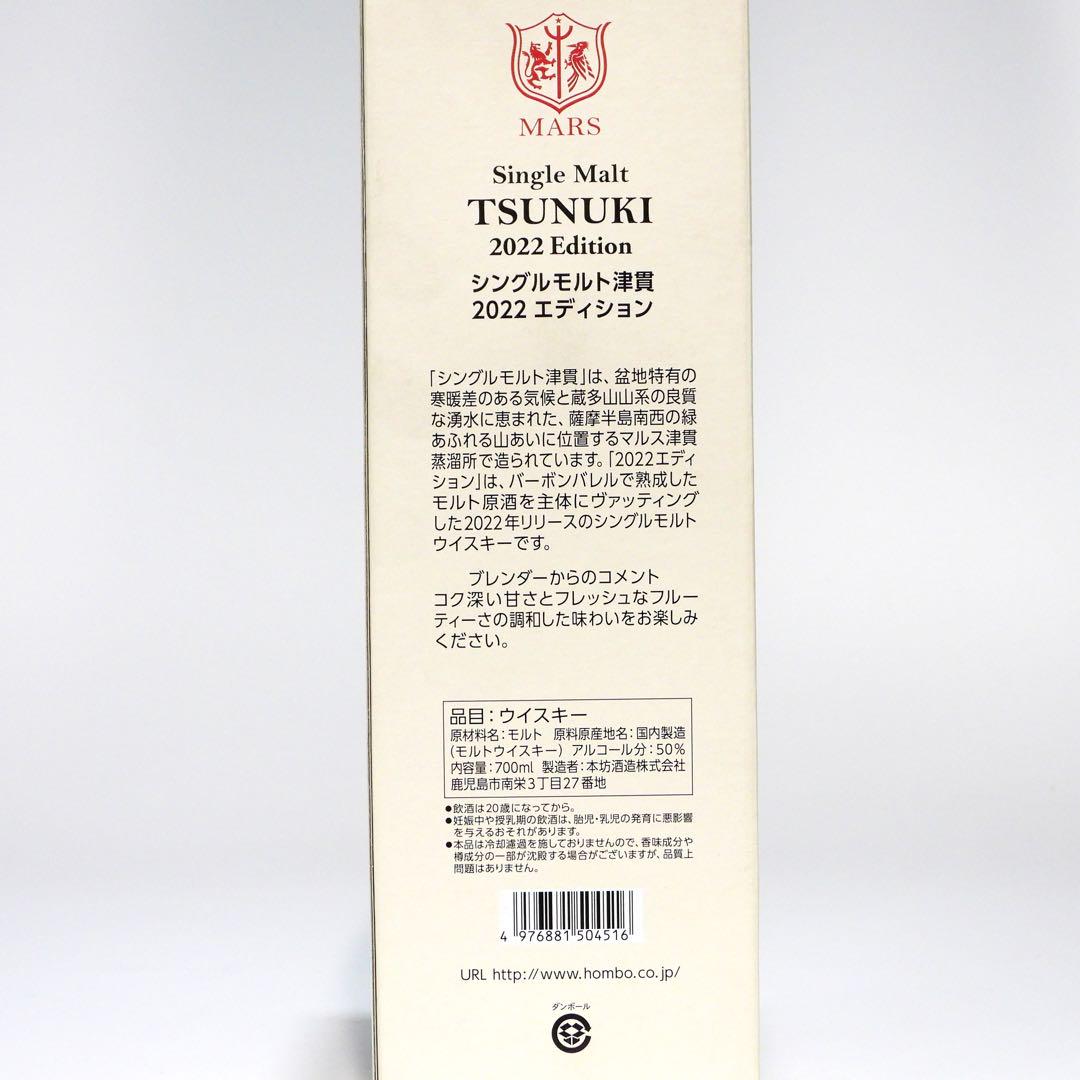 MARS
Single Malt
TSUNUKI
2022 Edition
シングルモルト津貫
2022 エディション
「シングルモルト津貫」は、盆地特有の
寒暖差のある気候と蔵多山山系の良質
な湧水に恵まれた、薩摩半島南西の緑
あふれる山あいに位置するマルス津貫
蒸溜所で造られています。「2022エディ
ション」は、バーボンバレルで熟成した
モルト原酒を主体にヴァッティング
した2022年リリースのシングルモルト
ウイスキーです。
ブレンダーからのコメント
コク深い甘さとフレッシュなフルー
ティーさの調和した味わいをお楽しみ
ください。
品目：ウイスキー
原材料名：モルト 原料原産地名：国内製造
（モルトウイスキー） アルコール分：50%
内容量：700ml 製造者：本坊酒造株式会社
鹿児島市南栄3丁目27番地
●飲酒は20歳になってから。
●妊娠中や授乳期の飲酒は、胎児・乳児の発育に悪影響
を与えるおそれがあります。
●本品は冷却濾過を施しておりませんので、香味成分や
樽成分の一部が沈殿する場合がございますが、品質上
問題はありません。
4 976881 504516
URL http://www.hombo.co.jp/
ダンボール